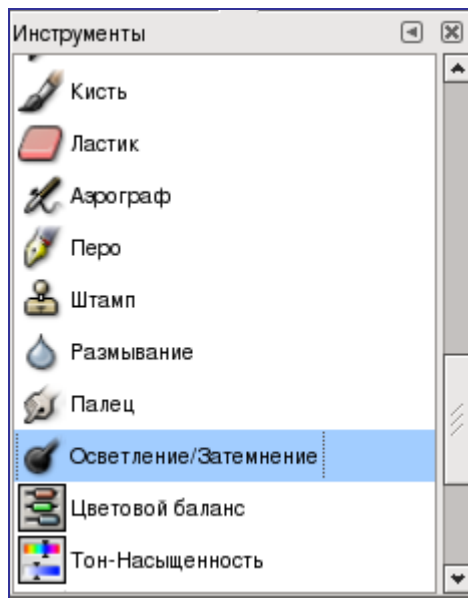 Инструменты
Кисть
Ластик
Аэрограф
Перо
Штамп
Размывание
Палец
Осветление/Затемнение
Цветовой баланс
Тон-Насыщенность